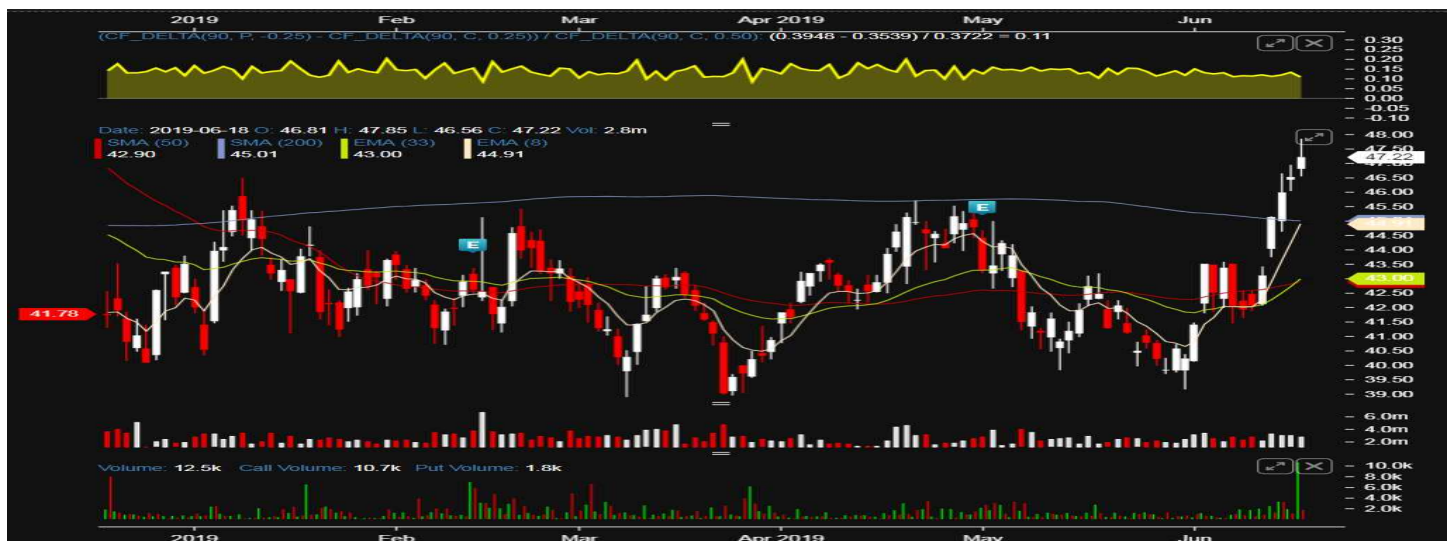 2019 Feb Mar Apr 2019 May Jun
(CF_DELTA(90, P, -0.25) - CF_DELTA(90, C, 0.25)) / CF_DELTA(90, C, 0.50): (0.3948 - 0.3539) / 0.3722 = 0.11
0.30
0.25
0.20
0.15
0.10
0.05
0.00
-0.05
-0.10
Date: 2019-06-18 O: 46.81 H: 47.85 L: 46.56 C: 47.22 Vol: 2.8m
SMA (50) SMA (200) EMA (33) EMA (8)
42.90 45.01 43.00 44.91
48.00
47.50
47.22
46.50
46.00
45.50
44.50
44.00
43.50
43.00
42.50
42.00
41.78
41.50
41.00
40.50
40.00
39.50
39.00
E
E
6.0m
4.0m
2.0m
Volume: 12.5k Call Volume: 10.7k Put Volume: 1.8k
10.0k
8.0k
6.0k
4.0k
2.0k
2019 Feb Mar Apr 2019 May Jun